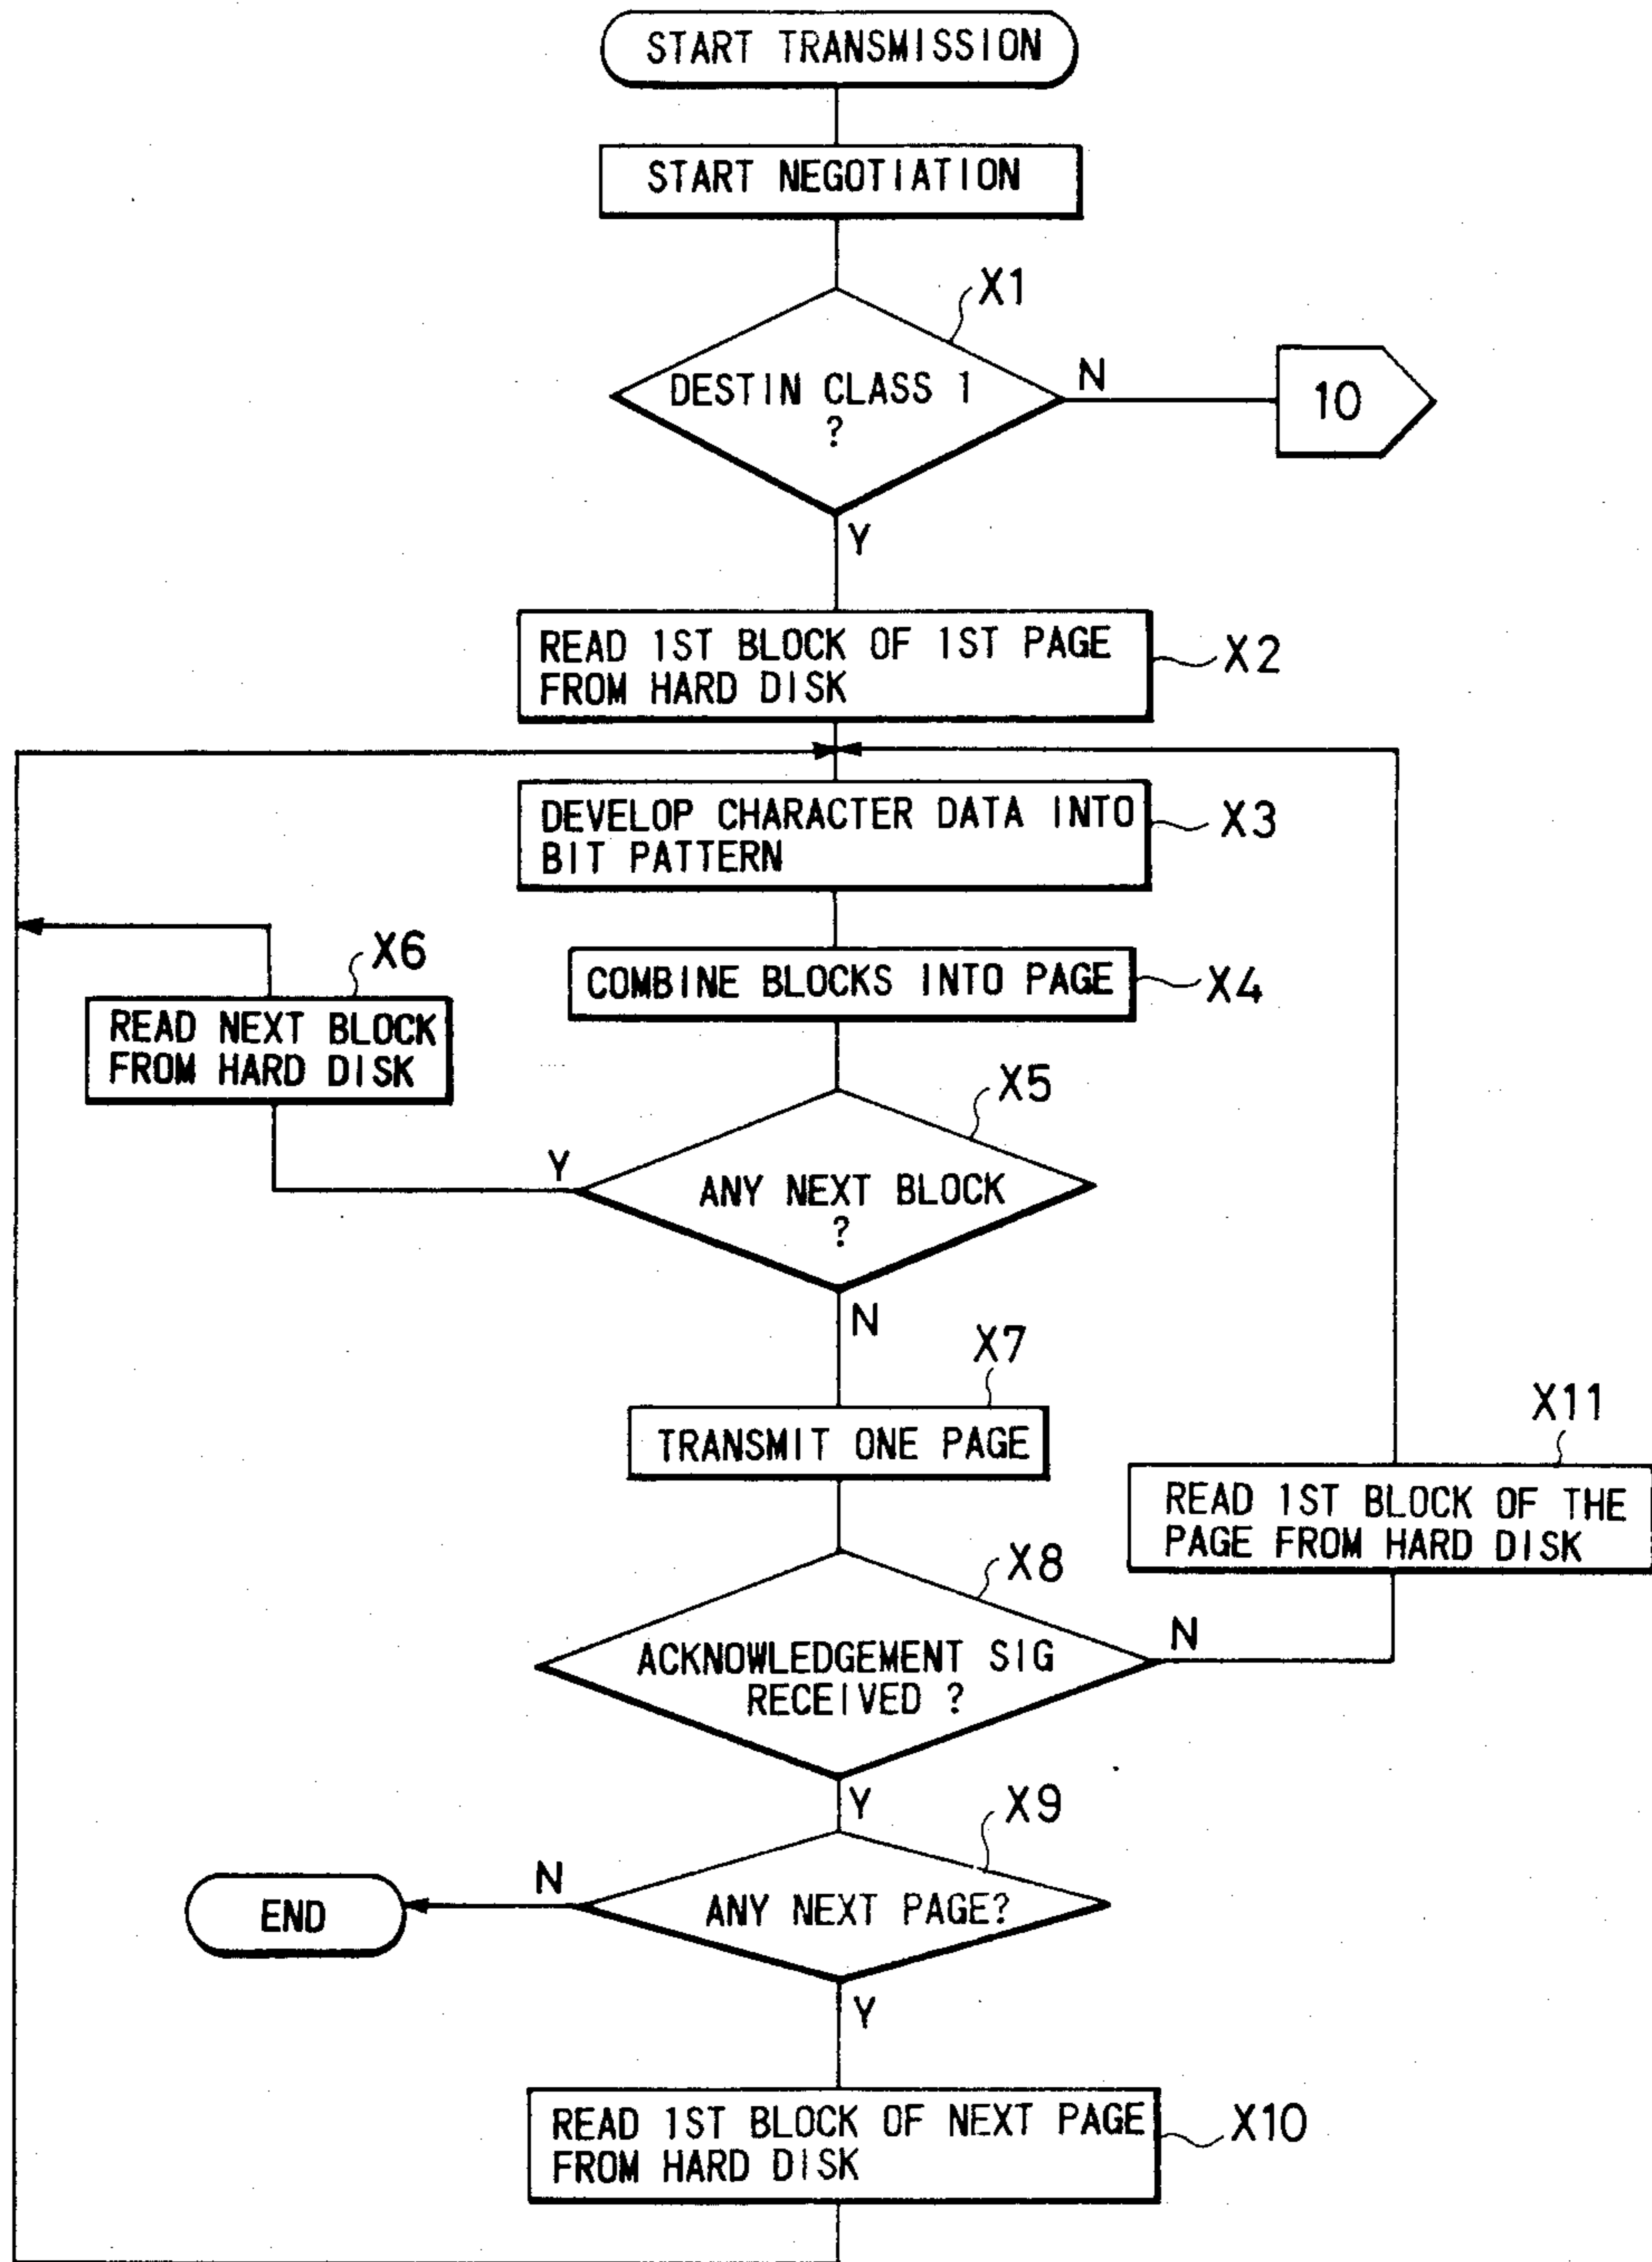 START TRANSMISSION
START NEGOTIATION
X1
DESTIN CLASS 1
?
N
10
Y
READ 1ST BLOCK OF 1ST PAGE
FROM HARD DISK
X2
DEVELOP CHARACTER DATA INTO
BIT PATTERN
X3
X6
COMBINE BLOCKS INTO PAGE
X4
READ NEXT BLOCK
FROM HARD DISK
X5
Y
ANY NEXT BLOCK
?
N
X7
TRANSMIT ONE PAGE
X11
READ 1ST BLOCK OF THE
PAGE FROM HARD DISK
X8
ACKNOWLEDGEMENT SIG
RECEIVED ?
N
Y
X9
N
END
ANY NEXT PAGE?
Y
READ 1ST BLOCK OF NEXT PAGE
FROM HARD DISK
X10